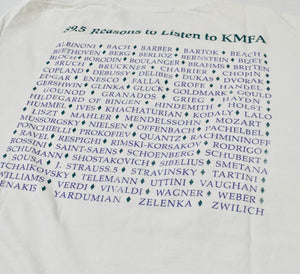 89.5 Reasons to Listen to KMFA
ALBINONI ♦ BACH ♦ BARBER ♦ BARTOK ♦ BEACH ♦
BEETHOVEN ♦ BERG ♦ BERLIOZ ♦ BERNSTEIN ♦ BIZET
BLOCH ♦ BORODIN ♦ BOULANGER ♦ BRAHMS ♦ BRITTEN
BRUCH ♦ BRUCKNER ♦ CHABRIER ♦ CHOPIN ♦
COPLAND ♦ DEBUSSY ♦ DELIBES ♦ DUKAS ♦ DVORAK
ELGAR ♦ ENESCO ♦ FALLA ♦ FRANCK ♦
GERSHWIN ♦ GLINKA ♦ GLUCK ♦ GROFE ♦ HANDEL ♦
GOUNOD ♦ GRANADOS ♦ GRIEG ♦ HAYDN ♦
HILDEGARD OF BINGEN ♦ HINDEMITH ♦ HOLST ♦
HUMMEL ♦ IVES ♦ KHACHATURIAN ♦ KODALY ♦ LALO
LISZT ♦ MAHLER ♦ MENDELSSOHN ♦ MOZART ♦
MUSSORGSKY ♦ NIELSEN ♦ OFFENBACH ♦ PACHELBEL
PONCHIELLI ♦ PROKOFIEV ♦ QUANTZ ♦ RACHMANINOFF
RAVEL ♦ RESPIGHI ♦ RIMSKY-KORSAKOV ♦ RODRIGO ♦
ROSSINI ♦ SAINT-SAENS ♦ SCHOENBERG ♦ SCHUBERT ♦
SCHUMANN ♦ SHOSTAKOVICH ♦ SIBELIUS ♦ SMETANA
♦ SOUSA ♦ J. STRAUSS ♦ STRAVINSKY ♦ TARTINI ♦
TCHAIKOVSKY ♦ TELEMANN ♦ UTTINI ♦ VAUGHAN
WILLIAMS ♦ VERDI ♦ VIVALDI ♦ WAGNER ♦ WEBER ♦
XENAKIS ♦ YARDUMIAN ♦ ZELENKA ♦ ZWILICH